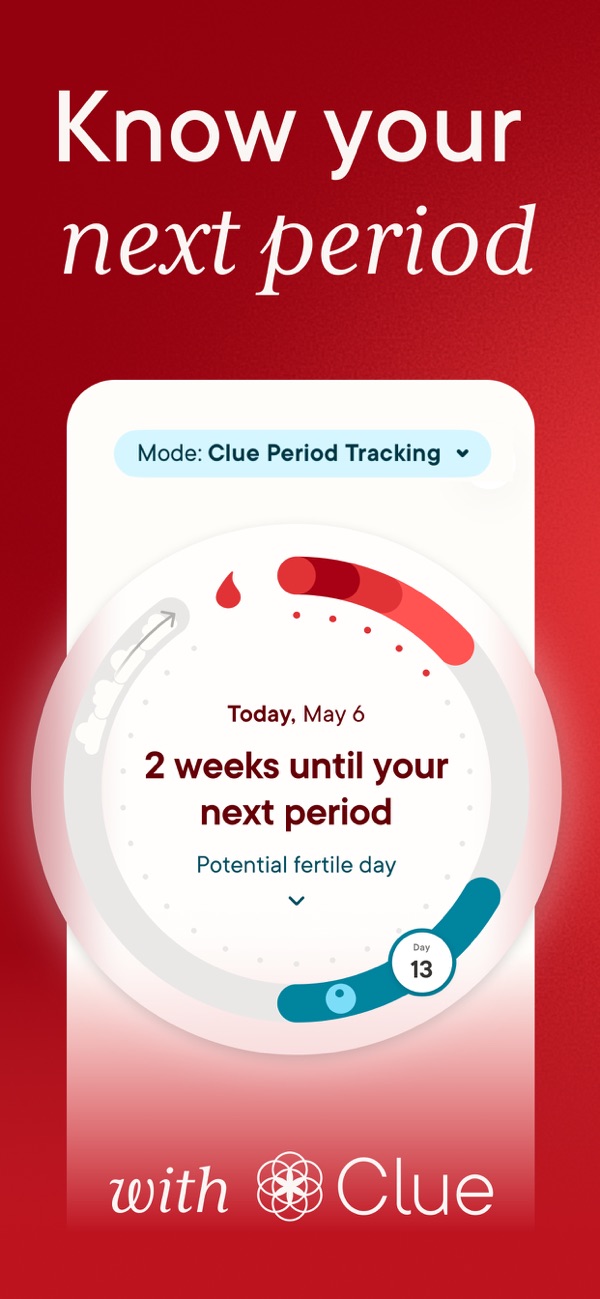 Know your
next period
Mode: Clue Period Tracking
Today, May 6
2 weeks until your
next period
Potential fertile day
Day
13
with Clue